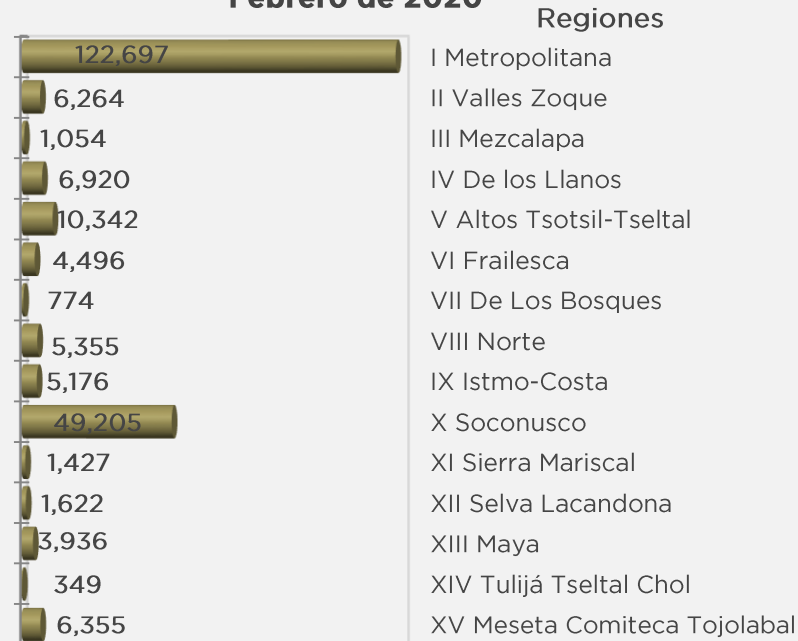 Febrero de 2020
Regiones
122,697 I Metropolitana
6,264 II Valles Zoque
1,054 III Mezcalapa
6,920 IV De los Llanos
10,342 V Altos Tsotsil-Tseltal
4,496 VI Frailesca
774 VII De Los Bosques
5,355 VIII Norte
5,176 IX Istmo-Costa
49,205 X Soconusco
1,427 XI Sierra Mariscal
1,622 XII Selva Lacandona
3,936 XIII Maya
349 XIV Tulijá Tseltal Chol
6,355 XV Meseta Comiteca Tojolabal